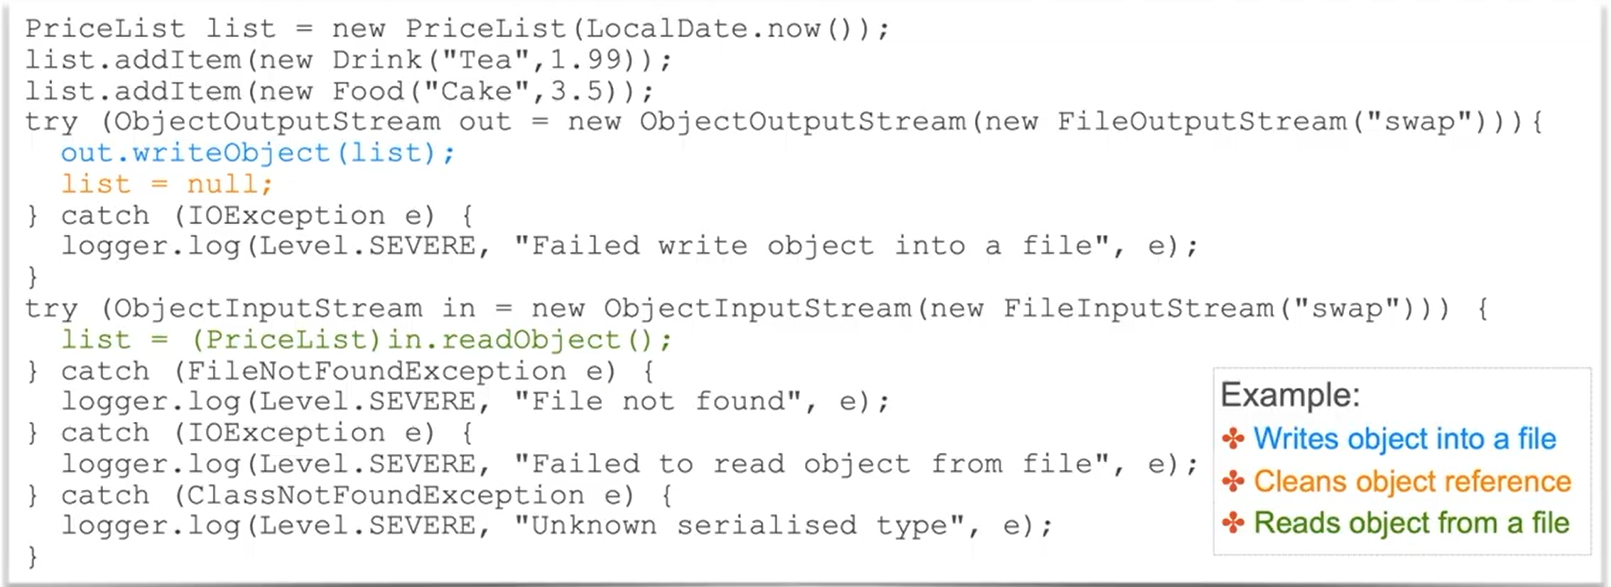 PriceList list = new PriceList(LocalDate.now());
list.addItem(new Drink("Tea",1.99));
list.addItem(new Food("Cake",3.5));
try (ObjectOutputStream out = new ObjectOutputStream(new FileOutputStream("swap"))){
  out.writeObject(list);
  list = null;
} catch (IOException e) {
  logger.log(Level.SEVERE, "Failed write object into a file", e);
}
try (ObjectInputStream in = new ObjectInputStream(new FileInputStream("swap"))) {
  list = (PriceList)in.readObject();
} catch (FileNotFoundException e) {
  logger.log(Level.SEVERE, "File not found", e);
} catch (IOException e) {
  logger.log(Level.SEVERE, "Failed to read object from file", e);
} catch (ClassNotFoundException e) {
  logger.log(Level.SEVERE, "Unknown serialised type", e);
}
Example:
✤ Writes object into a file
✤ Cleans object reference
✤ Reads object from a file